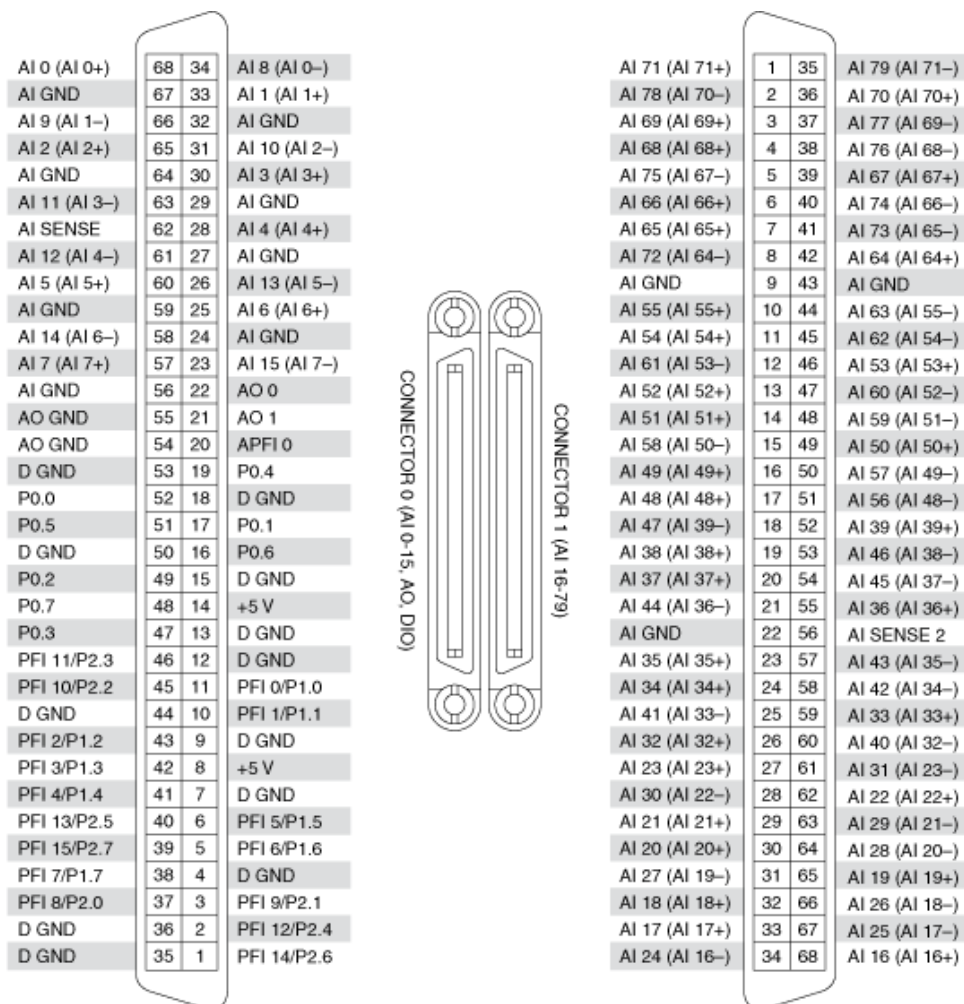 AI 0 (AI 0+) 68 34 AI 8 (AI 0–)
AI GND 67 33 AI 1 (AI 1+)
AI 9 (AI 1–) 66 32 AI GND
AI 2 (AI 2+) 65 31 AI 10 (AI 2–)
AI GND 64 30 AI 3 (AI 3+)
AI 11 (AI 3–) 63 29 AI GND
AI SENSE 62 28 AI 4 (AI 4+)
AI 12 (AI 4–) 61 27 AI GND
AI 5 (AI 5+) 60 26 AI 13 (AI 5–)
AI GND 59 25 AI 6 (AI 6+)
AI 14 (AI 6–) 58 24 AI GND
AI 7 (AI 7+) 57 23 AI 15 (AI 7–)
AI GND 56 22 AO 0
AO GND 55 21 AO 1
AO GND 54 20 APFI 0
D GND 53 19 P0.4
P0.0 52 18 D GND
P0.5 51 17 P0.1
D GND 50 16 P0.6
P0.2 49 15 D GND
P0.7 48 14 +5 V
P0.3 47 13 D GND
PFI 11/P2.3 46 12 D GND
PFI 10/P2.2 45 11 PFI 0/P1.0
D GND 44 10 PFI 1/P1.1
PFI 2/P1.2 43 9 D GND
PFI 3/P1.3 42 8 +5 V
PFI 4/P1.4 41 7 D GND
PFI 13/P2.5 40 6 PFI 5/P1.5
PFI 15/P2.7 39 5 PFI 6/P1.6
PFI 7/P1.7 38 4 D GND
PFI 8/P2.0 37 3 PFI 9/P2.1
D GND 36 2 PFI 12/P2.4
D GND 35 1 PFI 14/P2.6
CONNECTOR 0 (AI 0-15, AO, DIO)
CONNECTOR 1 (AI 16-79)
AI 71 (AI 71+) 1 35 AI 79 (AI 71–)
AI 78 (AI 70–) 2 36 AI 70 (AI 70+)
AI 69 (AI 69+) 3 37 AI 77 (AI 69–)
AI 68 (AI 68+) 4 38 AI 76 (AI 68–)
AI 75 (AI 67–) 5 39 AI 67 (AI 67+)
AI 66 (AI 66+) 6 40 AI 74 (AI 66–)
AI 65 (AI 65+) 7 41 AI 73 (AI 65–)
AI 72 (AI 64–) 8 42 AI 64 (AI 64+)
AI GND 9 43 AI GND
AI 55 (AI 55+) 10 44 AI 63 (AI 55–)
AI 54 (AI 54+) 11 45 AI 62 (AI 54–)
AI 61 (AI 53–) 12 46 AI 53 (AI 53+)
AI 52 (AI 52+) 13 47 AI 60 (AI 52–)
AI 51 (AI 51+) 14 48 AI 59 (AI 51–)
AI 58 (AI 50–) 15 49 AI 50 (AI 50+)
AI 49 (AI 49+) 16 50 AI 57 (AI 49–)
AI 48 (AI 48+) 17 51 AI 56 (AI 48–)
AI 47 (AI 39–) 18 52 AI 39 (AI 39+)
AI 38 (AI 38+) 19 53 AI 46 (AI 38–)
AI 37 (AI 37+) 20 54 AI 45 (AI 37–)
AI 44 (AI 36–) 21 55 AI 36 (AI 36+)
AI GND 22 56 AI SENSE 2
AI 35 (AI 35+) 23 57 AI 43 (AI 35–)
AI 34 (AI 34+) 24 58 AI 42 (AI 34–)
AI 41 (AI 33–) 25 59 AI 33 (AI 33+)
AI 32 (AI 32+) 26 60 AI 40 (AI 32–)
AI 23 (AI 23+) 27 61 AI 31 (AI 23–)
AI 30 (AI 22–) 28 62 AI 22 (AI 22+)
AI 21 (AI 21+) 29 63 AI 29 (AI 21–)
AI 20 (AI 20+) 30 64 AI 28 (AI 20–)
AI 27 (AI 19–) 31 65 AI 19 (AI 19+)
AI 18 (AI 18+) 32 66 AI 26 (AI 18–)
AI 17 (AI 17+) 33 67 AI 25 (AI 17–)
AI 24 (AI 16–) 34 68 AI 16 (AI 16+)